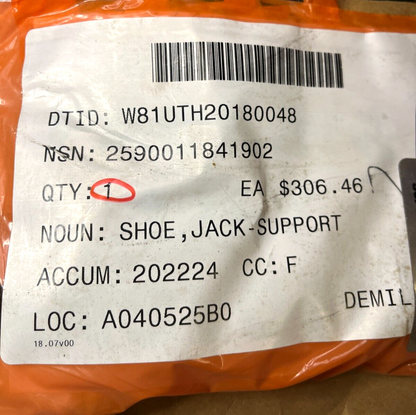 DTID: W81UTH20180048
NSN: 2590011841902
QTY: 1 EA $306.46
NOUN: SHOE,JACK-SUPPORT
ACCUM: 202224 CC: F
LOC: A040525B0 DEMIL
18.07v00